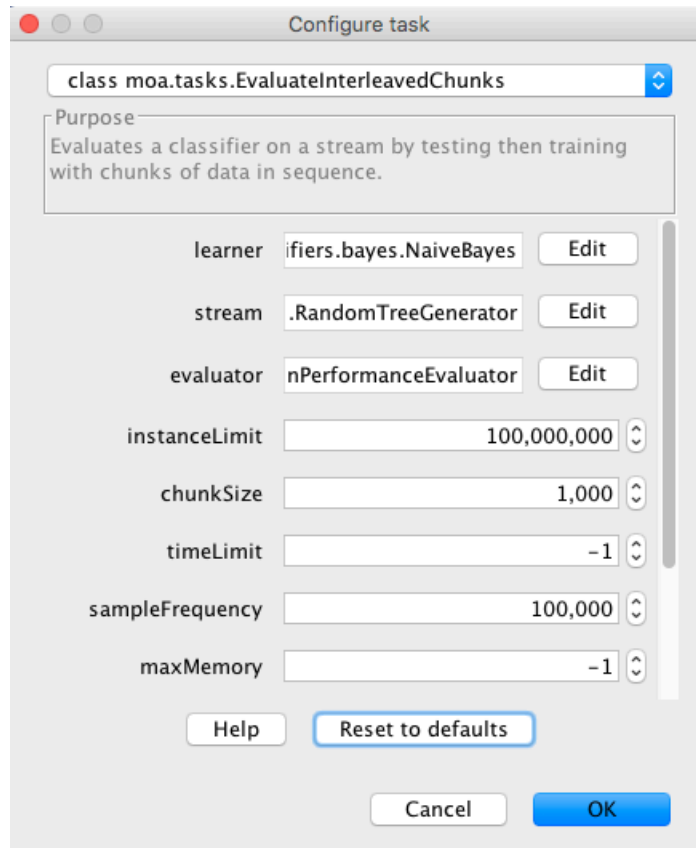 Configure task
class moa.tasks.EvaluateInterleavedChunks
Purpose
Evaluates a classifier on a stream by testing then training
with chunks of data in sequence.
learner ifiers.bayes.NaiveBayes Edit
stream .RandomTreeGenerator Edit
evaluator nPerformanceEvaluator Edit
instanceLimit 100,000,000
chunkSize 1,000
timeLimit -1
sampleFrequency 100,000
maxMemory -1
Help Reset to defaults
Cancel OK